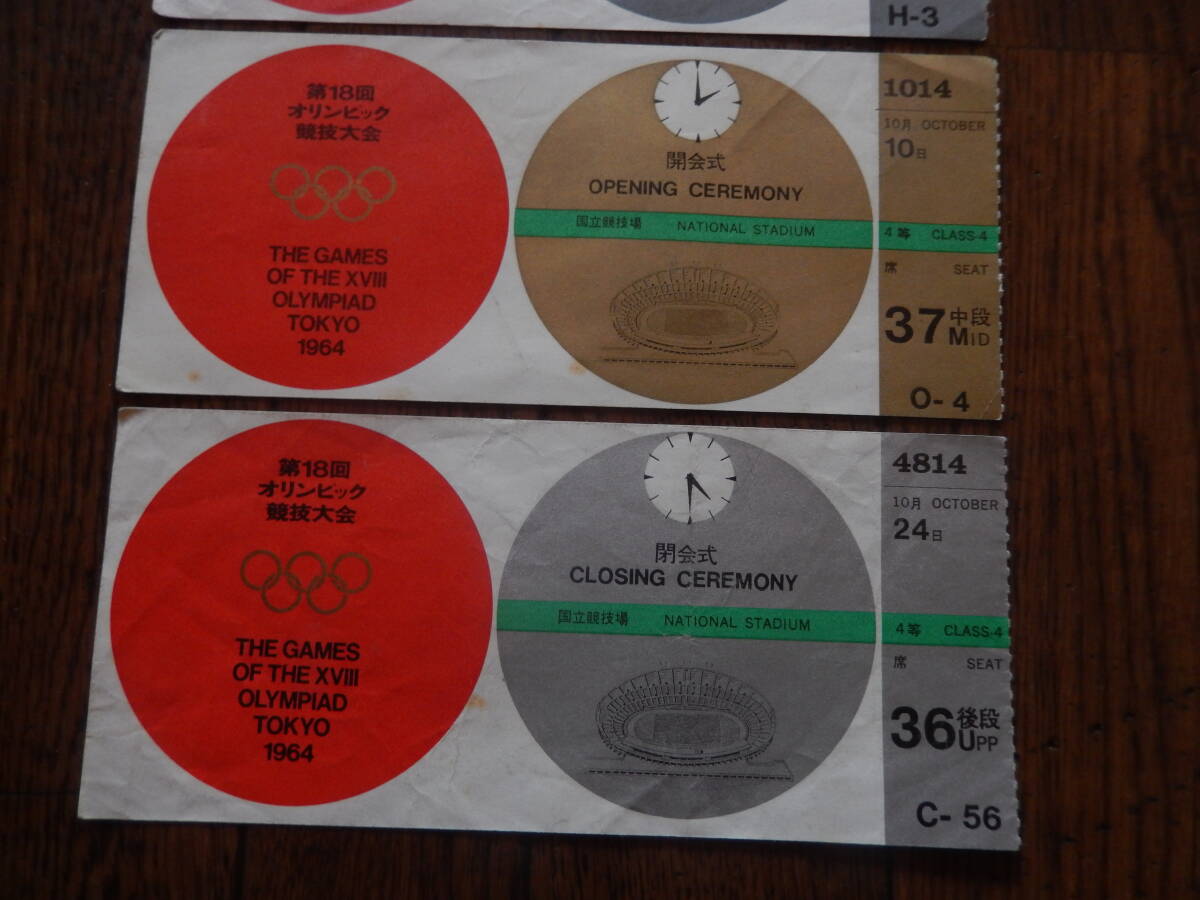 H-3
第18回
オリンピック
競技大会
THE GAMES
OF THE XVIII
OLYMPIAD
TOKYO
1964
開会式
OPENING CEREMONY
国立競技場 NATIONAL STADIUM
1014
10月 OCTOBER
10日
4等 CLASS-4
席 SEAT
37 中段 MID
O-4
第18回
オリンピック
競技大会
THE GAMES
OF THE XVIII
OLYMPIAD
TOKYO
1964
閉会式
CLOSING CEREMONY
国立競技場 NATIONAL STADIUM
4814
10月 OCTOBER
24日
4等 CLASS-4
席 SEAT
36 後段 UPP
C-56